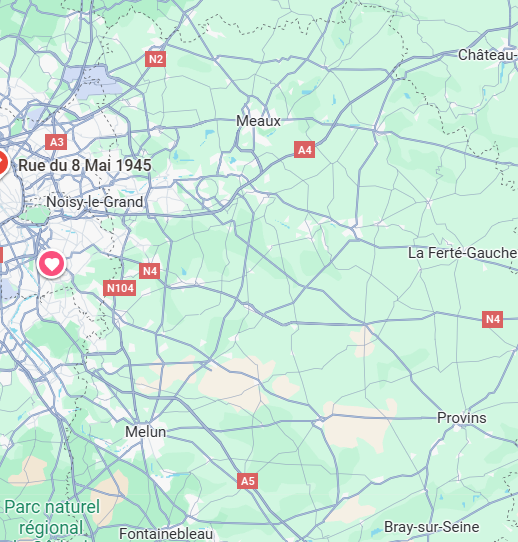 Château-
N2
Meaux
A3
A4
Rue du 8 Mai 1945
Noisy-le-Grand
La Ferté-Gauche
N4
N104
N4
Provins
Melun
A5
Parc naturel
régional
Bray-sur-Seine
Fontainebleau